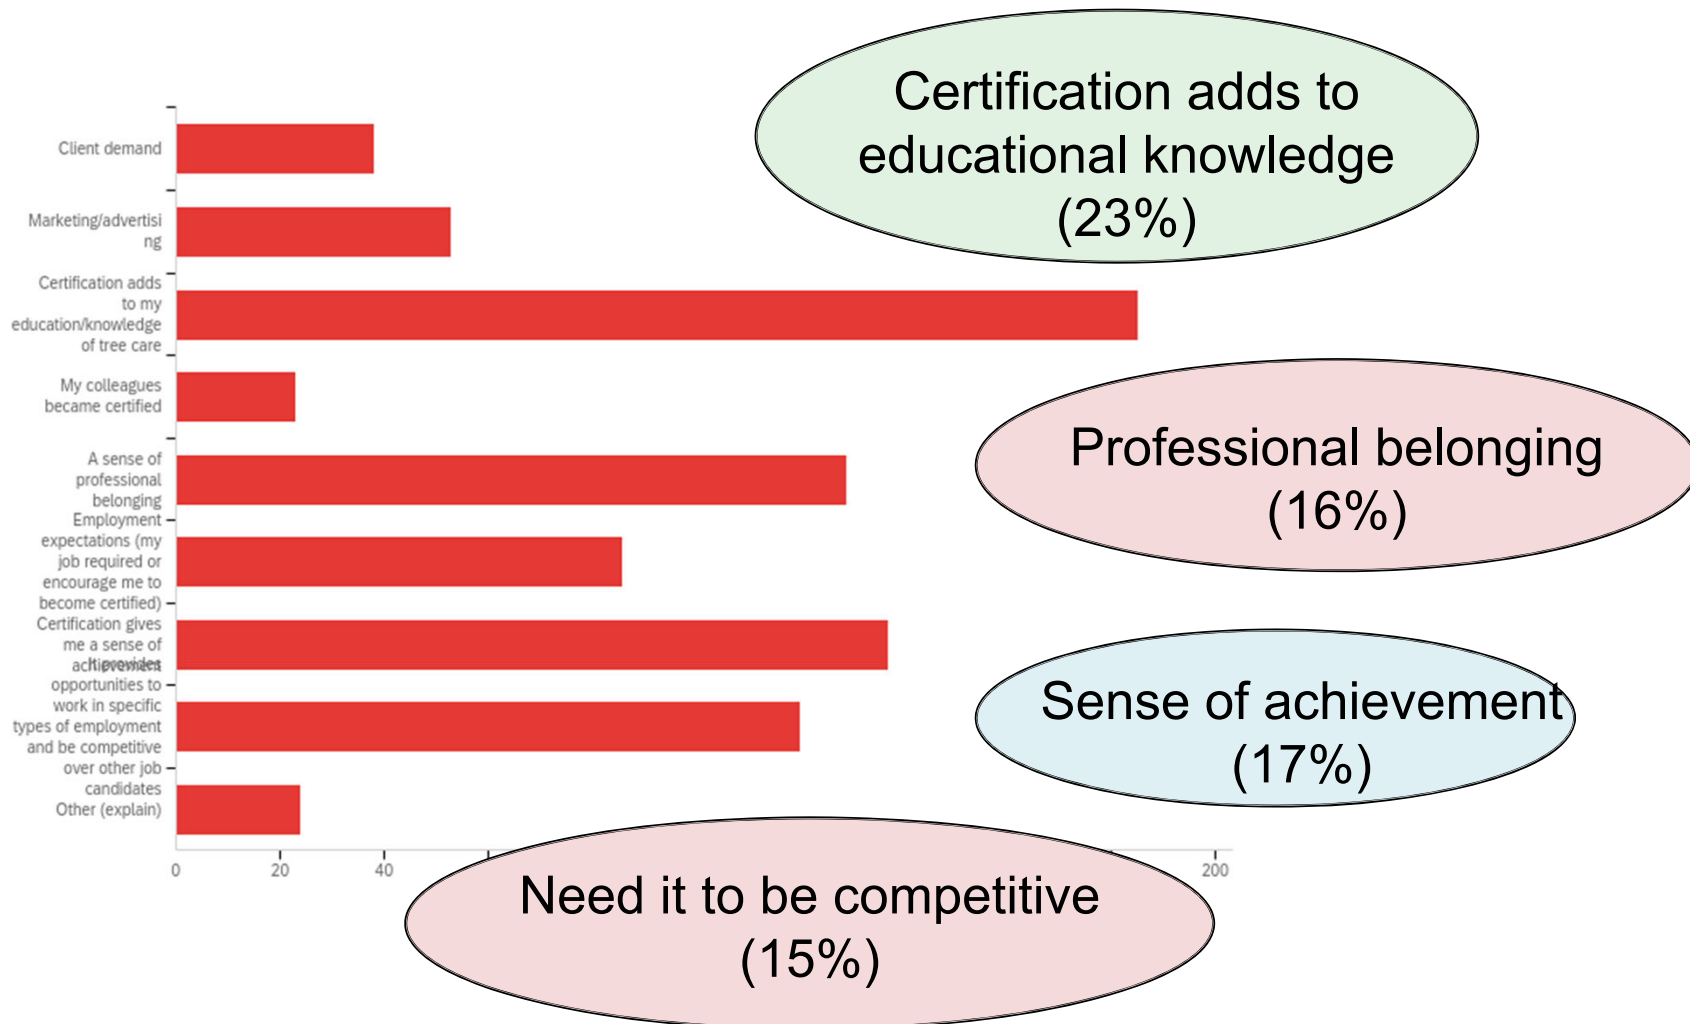 Certification adds to
educational knowledge
(23%)
Client demand
Marketing/advertisi
ng
Certification adds
to my
education/knowledge
of tree care
My colleagues
became certified
A sense of
professional
belonging
Employment
expectations (my
job required or
encourage me to
become certified)
Certification gives
me a sense of
achievement
It provides
opportunities to
work in specific
types of employment
and be competitive
over other job
candidates
Other (explain)
0 20 40 200
Professional belonging
(16%)
Sense of achievement
(17%)
Need it to be competitive
(15%)